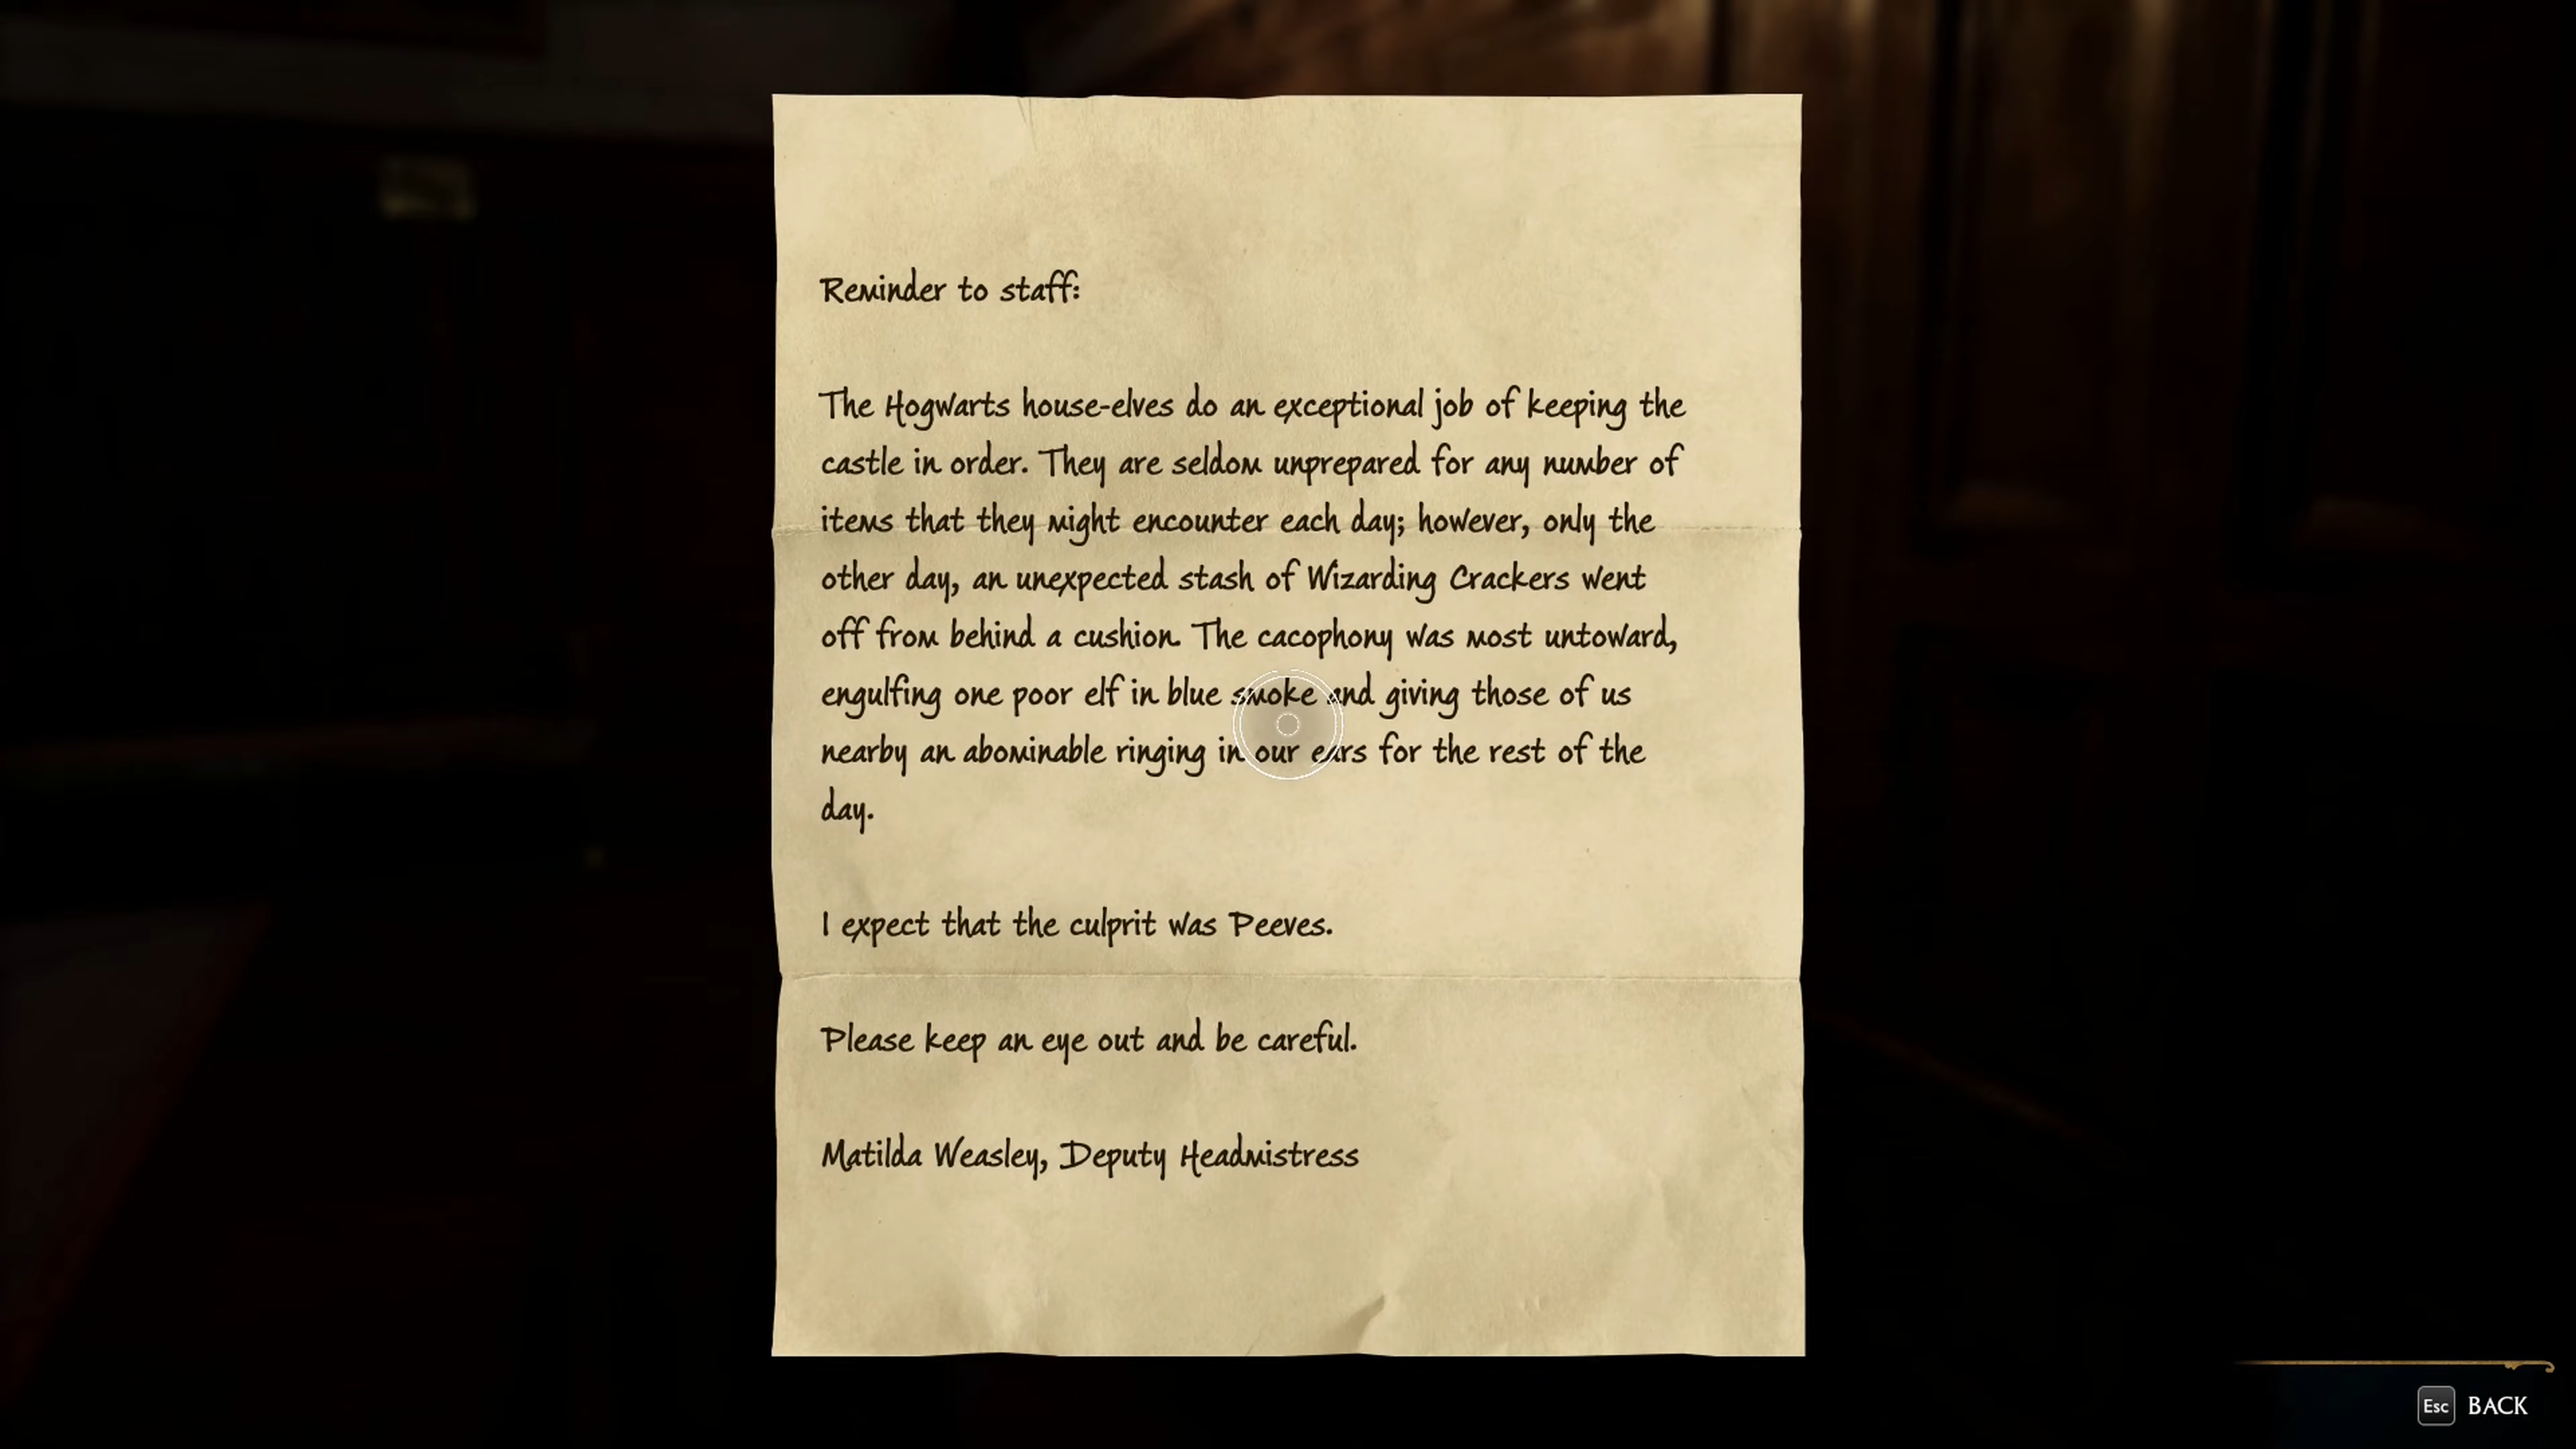 Reminder to staff:
The Hogwarts house-elves do an exceptional job of keeping the
castle in order. They are seldom unprepared for any number of
items that they might encounter each day; however, only the
other day, an unexpected stash of Wizarding Crackers went
off from behind a cushion. The cacophony was most untoward,
engulfing one poor elf in blue smoke and giving those of us
nearby an abominable ringing in our ears for the rest of the
day.
I expect that the culprit was Peeves.
Please keep an eye out and be careful.
Matilda Weasley, Deputy Headmistress
Esc BACK